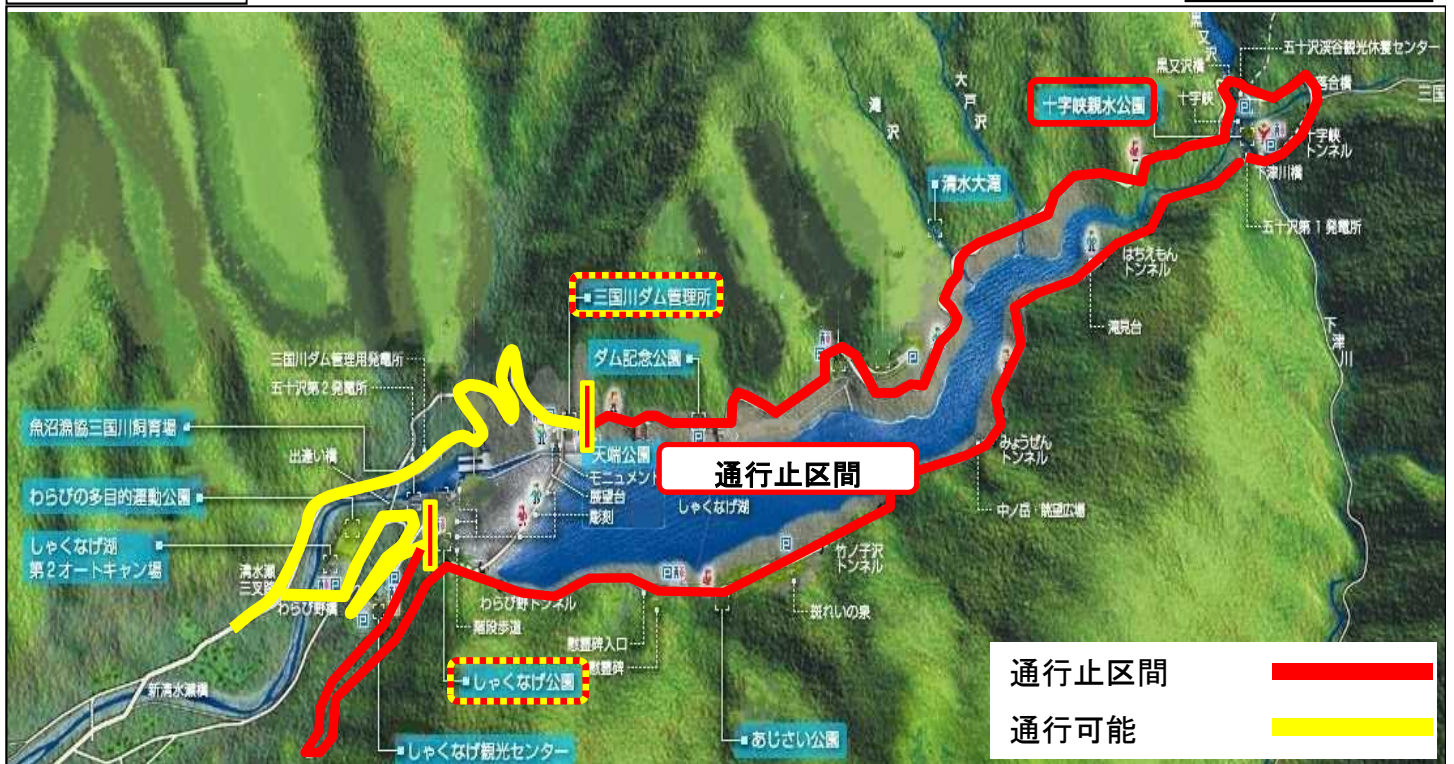 黒又沢
五十沢渓谷観光休養センター
黒又沢橋
落合橋
三国
十字峡
十字峡親水公園
大戸沢
滝沢
十字峡
トンネル
下津川橋
清水大滝
五十沢第1発電所
はちえもん
トンネル
三国川ダム管理所
滝見台
下津川
三国川ダム管理用発電所
ダム記念公園
五十沢第2発電所
魚沼漁協三国川飼育場
出逢い橋
天端公園
通行止区間
みょうぜん
トンネル
モニュメント
展望台
彫刻
しゃくなげ湖
わらびの多目的運動公園
中ノ岳・眺望広場
しゃくなげ湖
第2オートキャン場
竹ノ子沢
トンネル
清水瀬
三叉路
わらび野橋
わらび野トンネル
斑れいの泉
階段歩道
慰霊碑入口
慰霊碑
しゃくなげ公園
新清水瀬橋
しゃくなげ観光センター
あじさい公園
通行止区間
通行可能